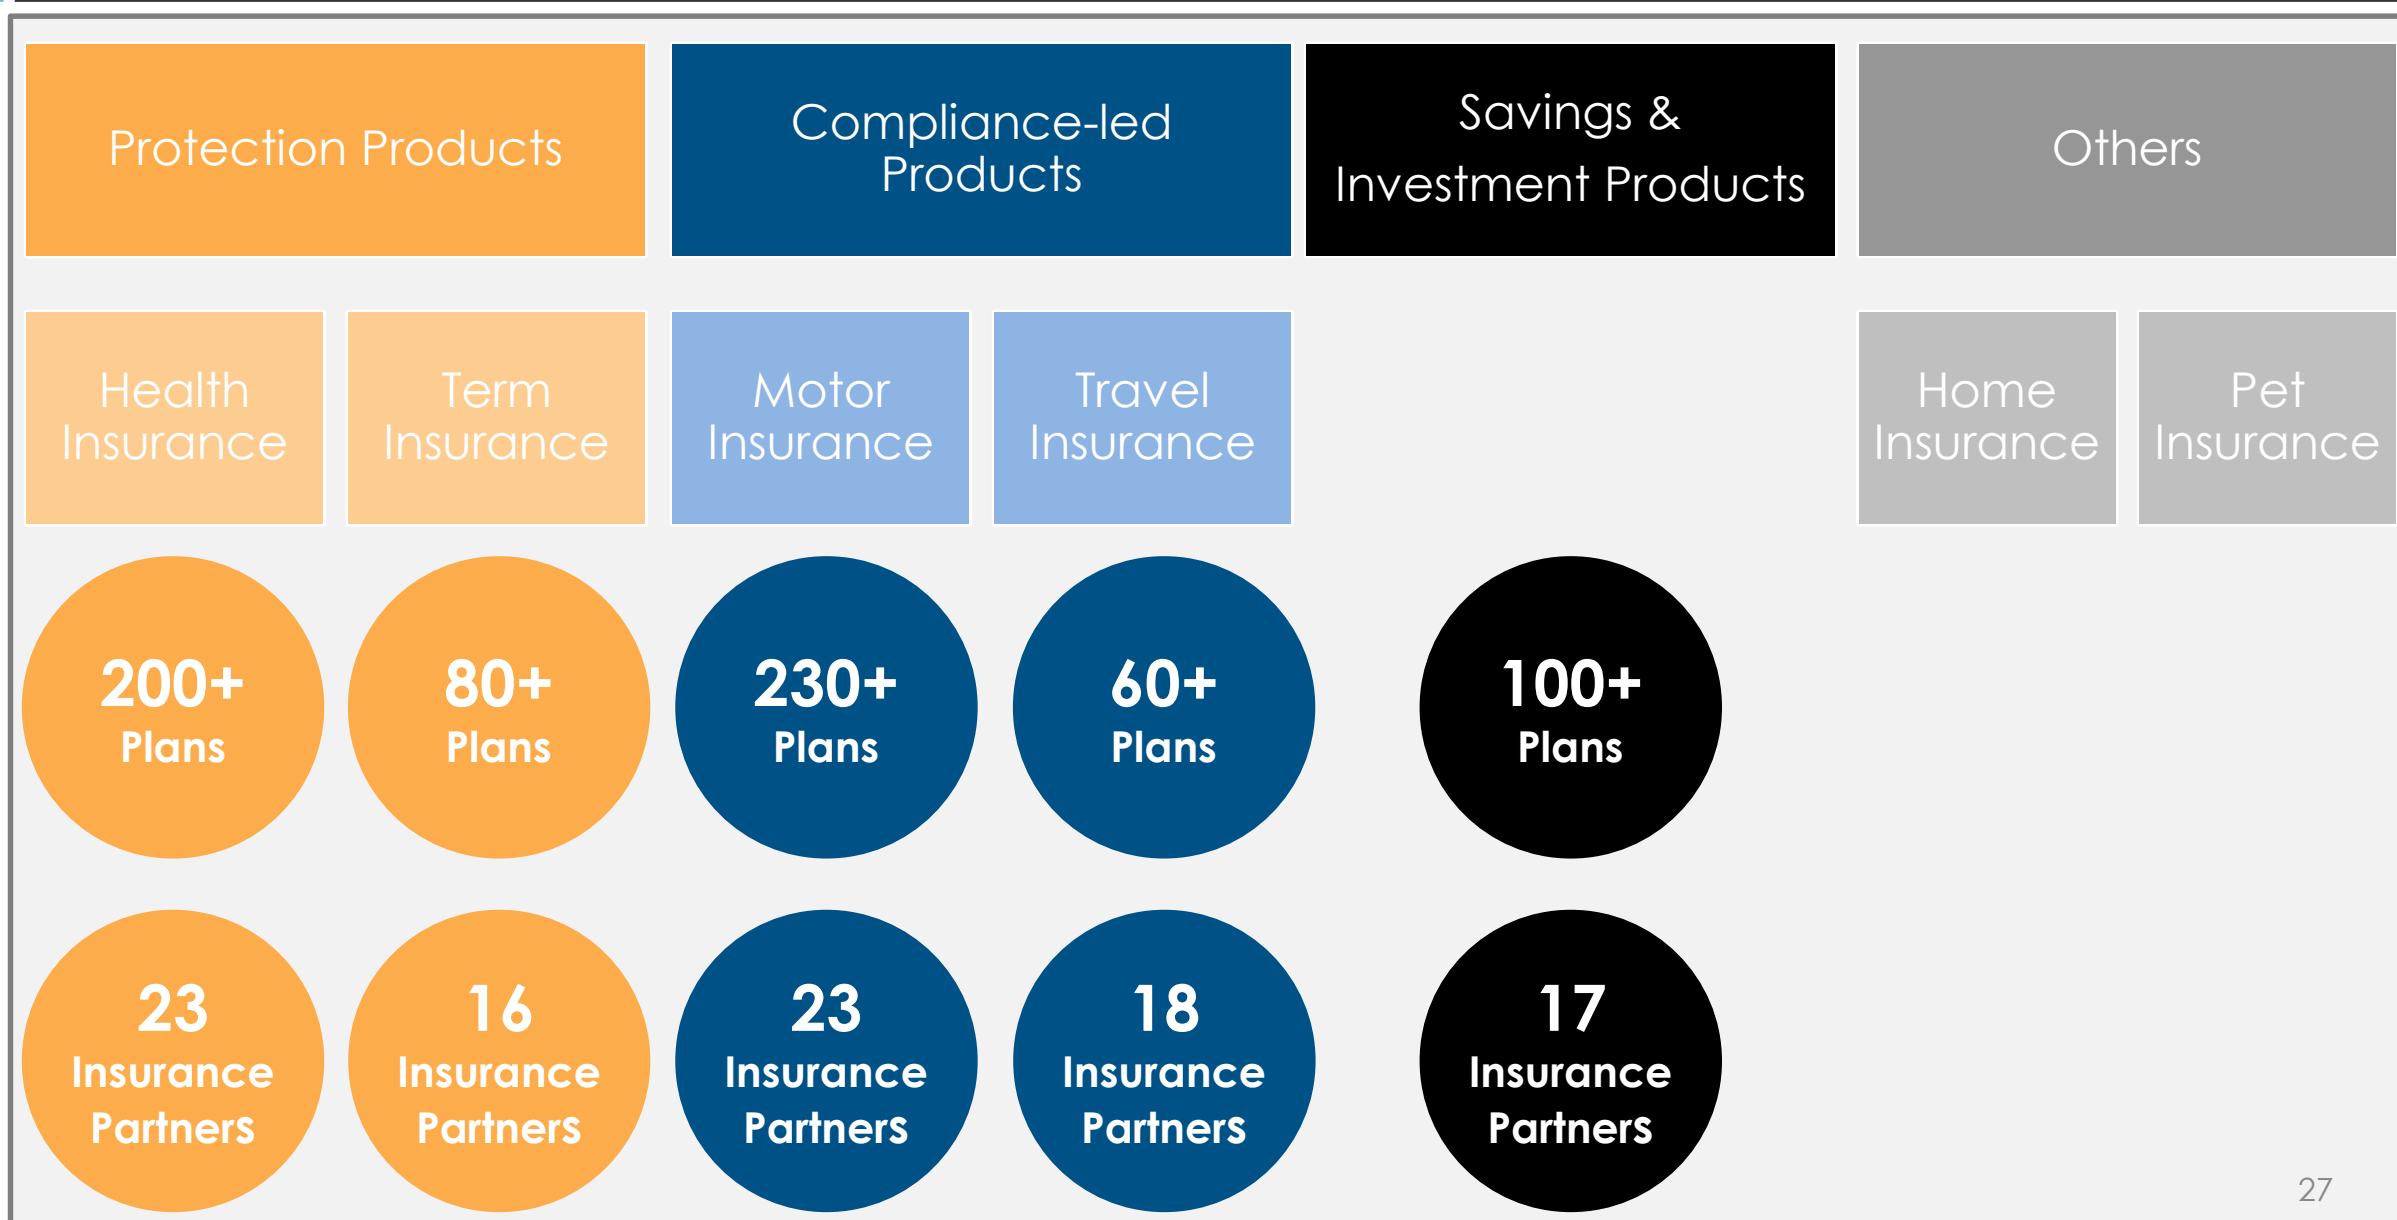 Protection Products
Compliance-led
Products
Savings &
Investment Products
Others
Health
Insurance
Term
Insurance
Motor
Insurance
Travel
Insurance
Home
Insurance
Pet
Insurance
200+
Plans
80+
Plans
230+
Plans
60+
Plans
100+
Plans
23
Insurance
Partners
16
Insurance
Partners
23
Insurance
Partners
18
Insurance
Partners
17
Insurance
Partners
27